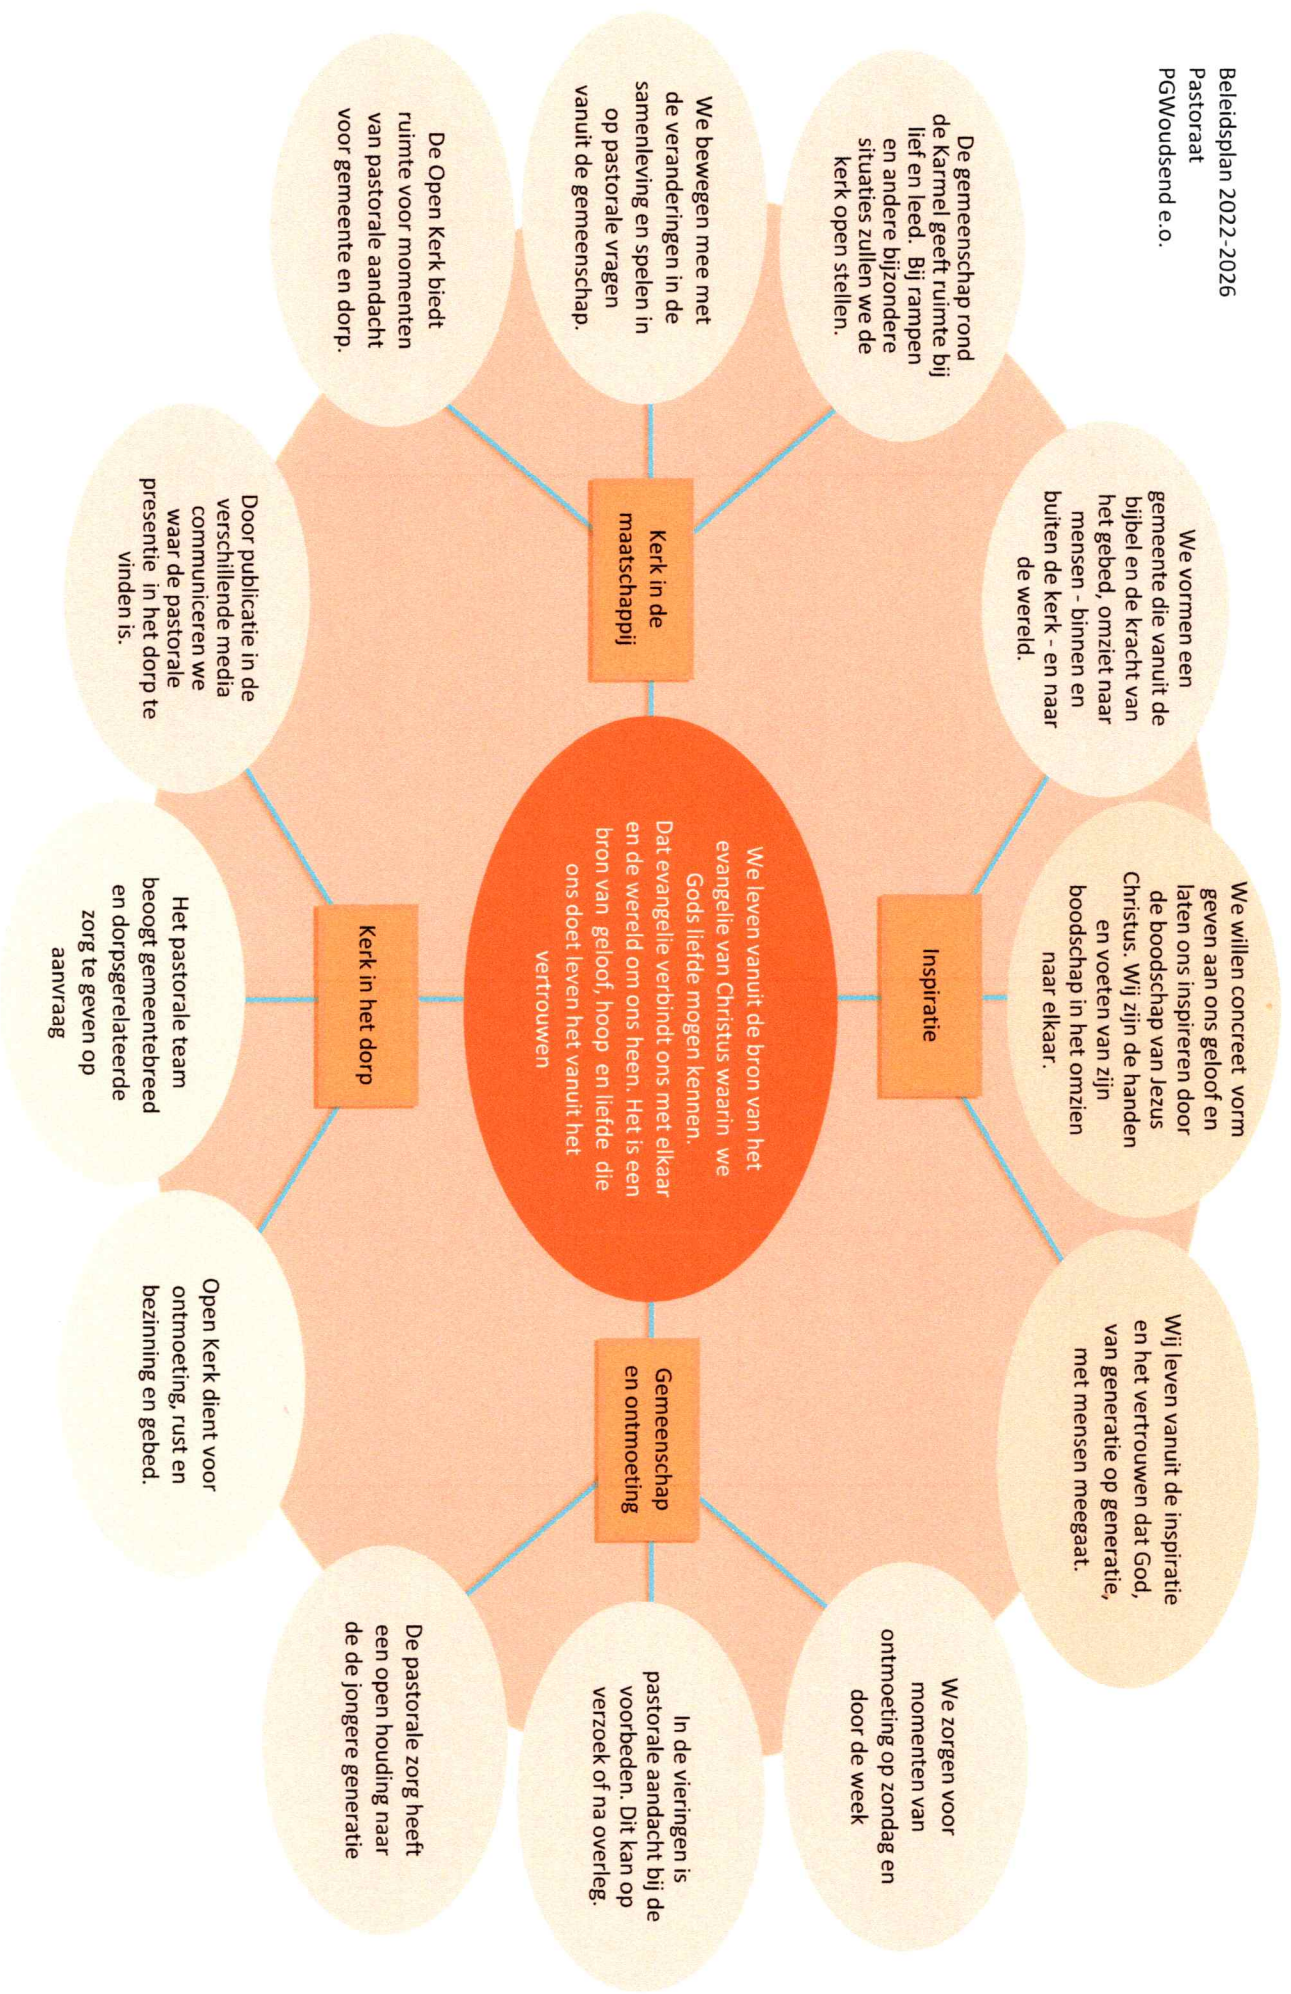 Beleidsplan 2022-2026
Pastoraat
PGWoudsend e.o.
We vormen een
gemeente die vanuit de
bijbel en de kracht van
het gebed, omziet naar
mensen - binnen en
buiten de kerk - en naar
de wereld.
We willen concreet vorm
geven aan ons geloof en
laten ons inspireren door
de boodschap van Jezus
Christus. Wij zijn de handen
en voeten van zijn
boodschap in het omzien
naar elkaar.
Wij leven vanuit de inspiratie
en het vertrouwen dat God,
van generatie op generatie,
met mensen meegaat.
De gemeenschap rond
de Karmel geeft ruimte bij
lief en leed. Bij rampen
en andere bijzondere
situaties zullen we de
kerk open stellen.
Inspiratie
We zorgen voor
momenten van
ontmoeting op zondag en
door de week
We bewegen mee met
de veranderingen in de
samenleving en spelen in
op pastorale vragen
vanuit de gemeenschap.
Kerk in de
maatschappij
We leven vanuit de bron van het
evangelie van Christus waarin we
Gods liefde mogen kennen.
Dat evangelie verbindt ons met elkaar
en de wereld om ons heen. Het is een
bron van geloof, hoop en liefde die
ons doet leven het vanuit het
vertrouwen
Gemeenschap
en ontmoeting
In de vieringen is
pastorale aandacht bij de
voorbeden. Dit kan op
verzoek of na overleg.
De Open Kerk biedt
ruimte voor momenten
van pastorale aandacht
voor gemeente en dorp.
Kerk in het dorp
De pastorale zorg heeft
een open houding naar
de de jongere generatie
Door publicatie in de
verschillende media
communiceren we
waar de pastorale
presentie in het dorp te
vinden is.
Het pastorale team
beoogt gemeentebreed
en dorpsgerelateerde
zorg te geven op
aanvraag
Open Kerk dient voor
ontmoeting, rust en
bezinning en gebed.